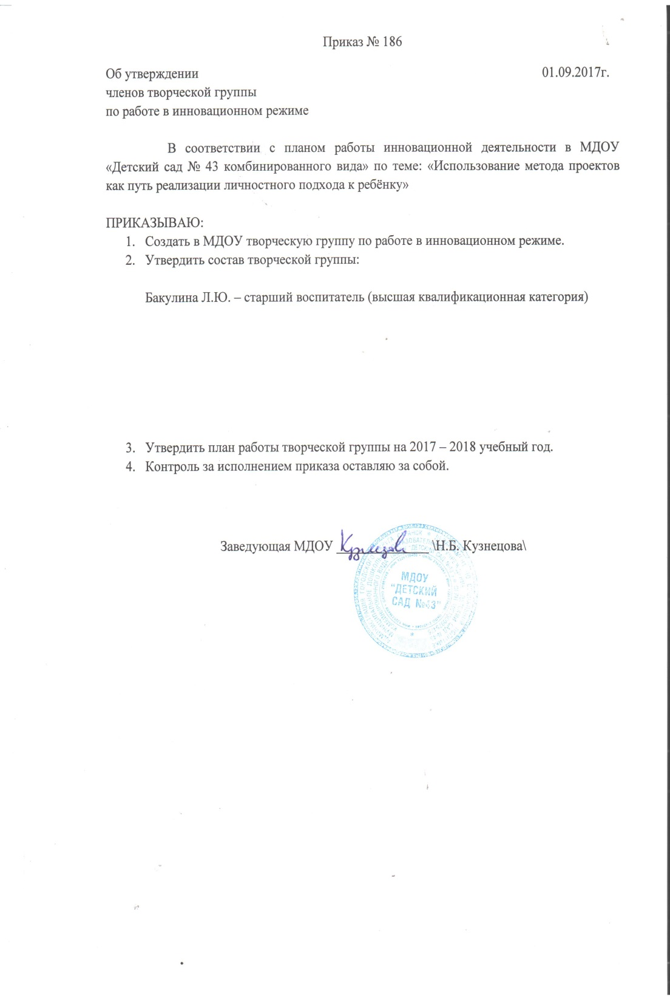 Приказ № 186
Об утверждении 01.09.2017г.
членов творческой группы
по работе в инновационном режиме
В соответствии с планом работы инновационной деятельности в МДОУ
«Детский сад № 43 комбинированного вида» по теме: «Использование метода проектов
как путь реализации личностного подхода к ребёнку»
ПРИКАЗЫВАЮ:
1. Создать в МДОУ творческую группу по работе в инновационном режиме.
2. Утвердить состав творческой группы:
Бакулина Л.Ю. – старший воспитатель (высшая квалификационная категория)
3. Утвердить план работы творческой группы на 2017 – 2018 учебный год.
4. Контроль за исполнением приказа оставляю за собой.
Заведующая МДОУ \Н.Б. Кузнецова\
МДОУ
"ДЕТСКИЙ
САД №43"